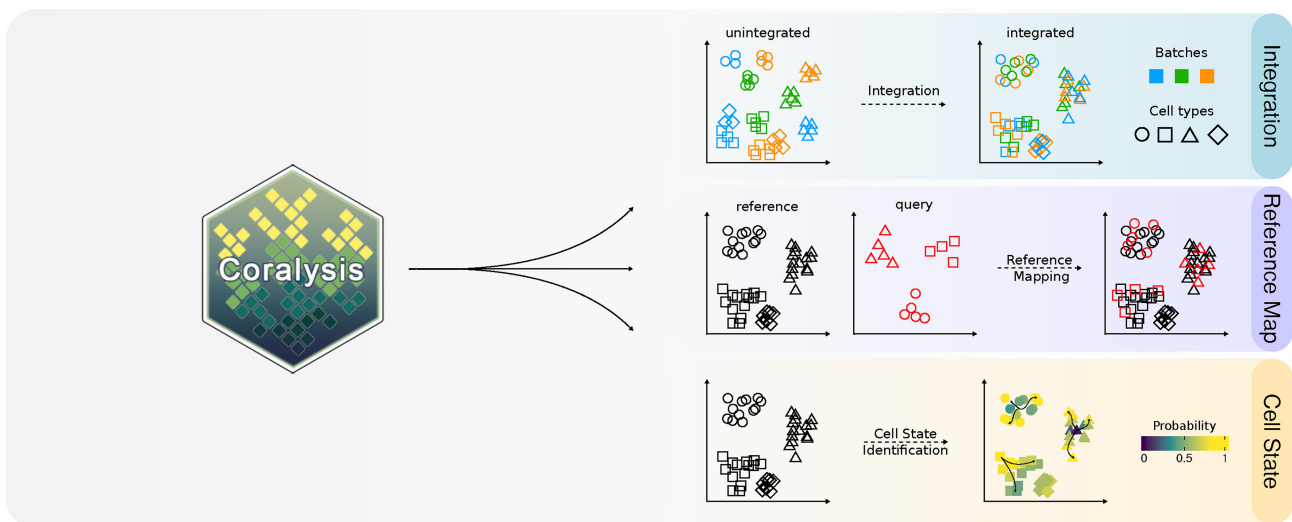 Coralysis
unintegrated
integrated
Integration
Batches
Cell types
Integration
reference
query
Reference
Mapping
Reference Map
Cell State
Identification
Probability
0 0.5 1
Cell State